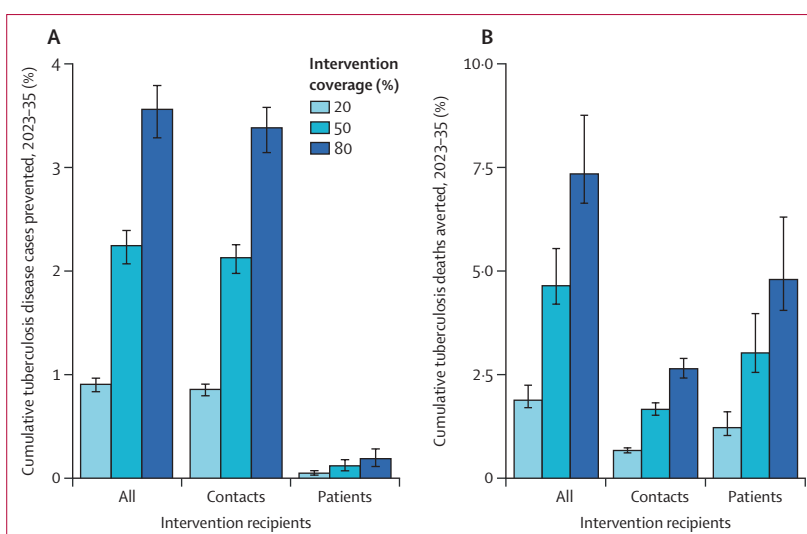 A
Intervention
coverage (%)
20
50
80
Cumulative tuberculosis disease cases prevented, 2023–35 (%)
4
3
2
1
0
All
Contacts
Patients
Intervention recipients
B
Cumulative tuberculosis deaths averted, 2023–35 (%)
10·0
7·5
5·0
2·5
0
All
Contacts
Patients
Intervention recipients